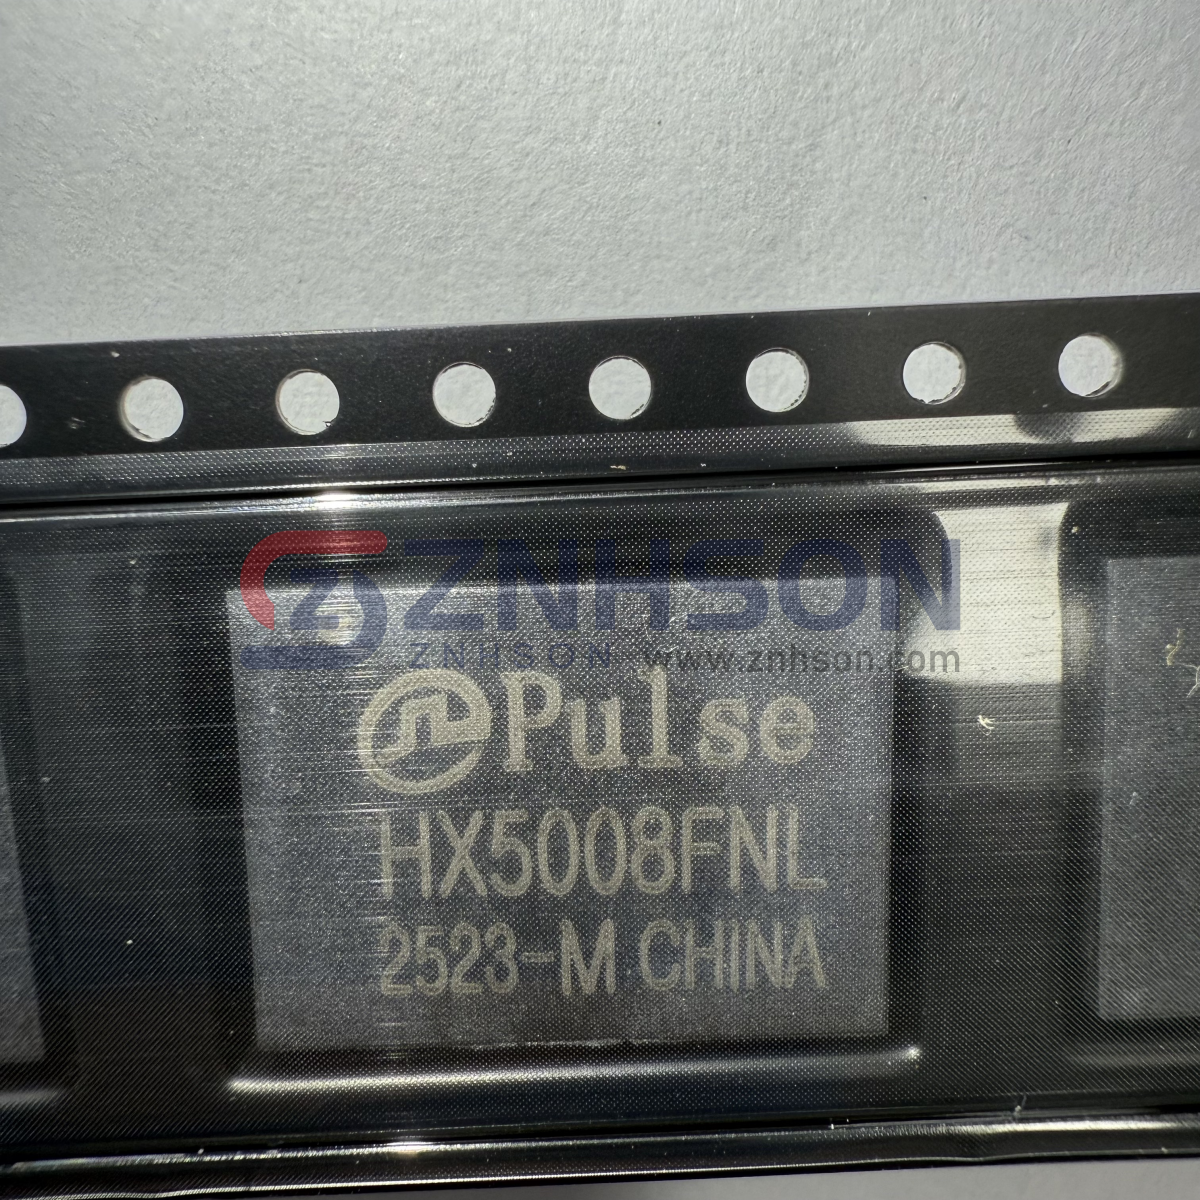 ZNHSON
ZNHSON www.znhson.com
Pulse
HX5008FNL
2523-M CHINA